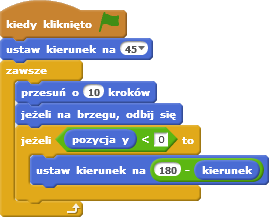 kiedy kliknięto
ustaw kierunek na 45
zawsze
przesuń o 10 kroków
jeżeli na brzegu, odbij się
jeżeli pozycja y < 0 to
ustaw kierunek na 180 - kierunek